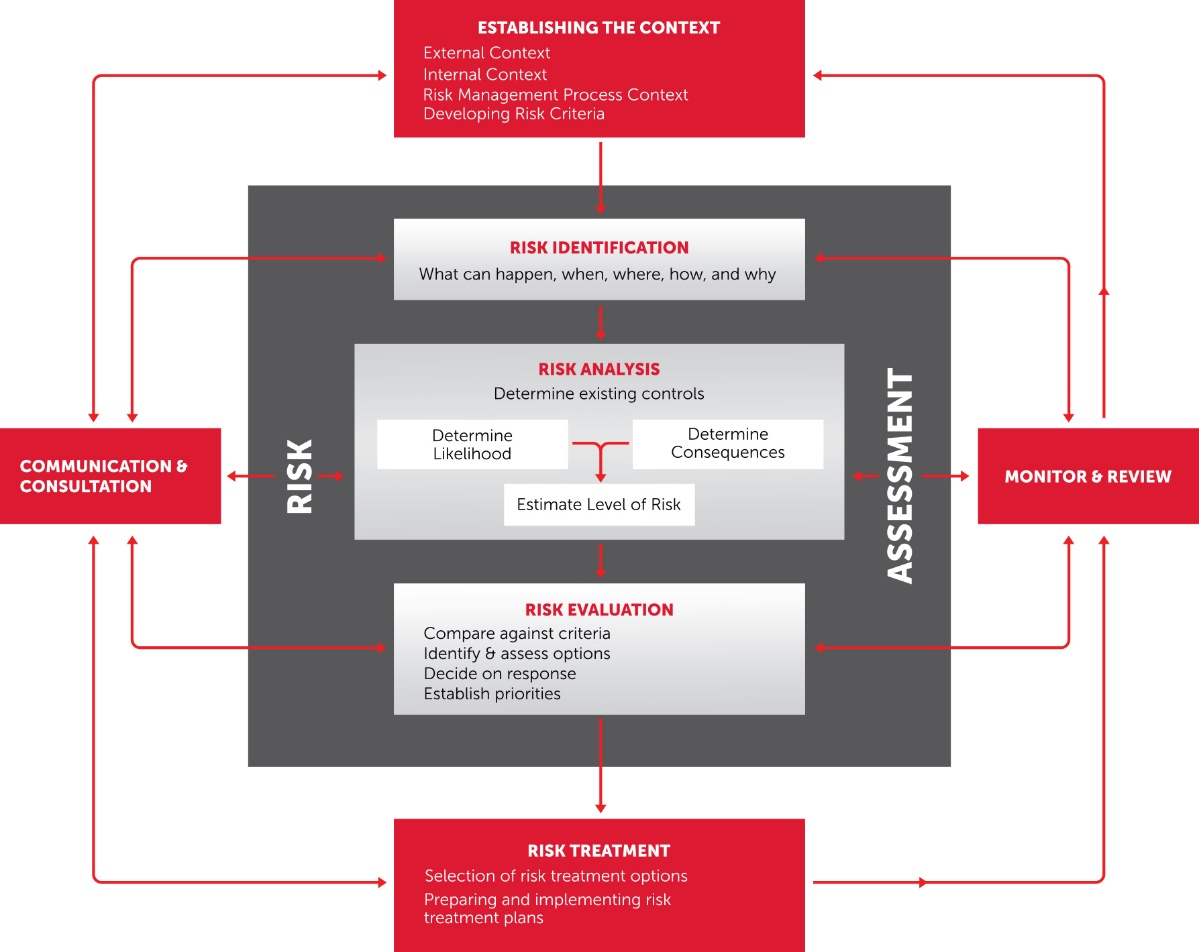 ESTABLISHING THE CONTEXT
External Context
Internal Context
Risk Management Process Context
Developing Risk Criteria
RISK IDENTIFICATION
What can happen, when, where, how, and why
RISK ANALYSIS
Determine existing controls
Determine
Likelihood
Determine
Consequences
Estimate Level of Risk
COMMUNICATION &
CONSULTATION
RISK
ASSESSMENT
MONITOR & REVIEW
RISK EVALUATION
Compare against criteria
Identify & assess options
Decide on response
Establish priorities
RISK TREATMENT
Selection of risk treatment options
Preparing and implementing risk
treatment plans